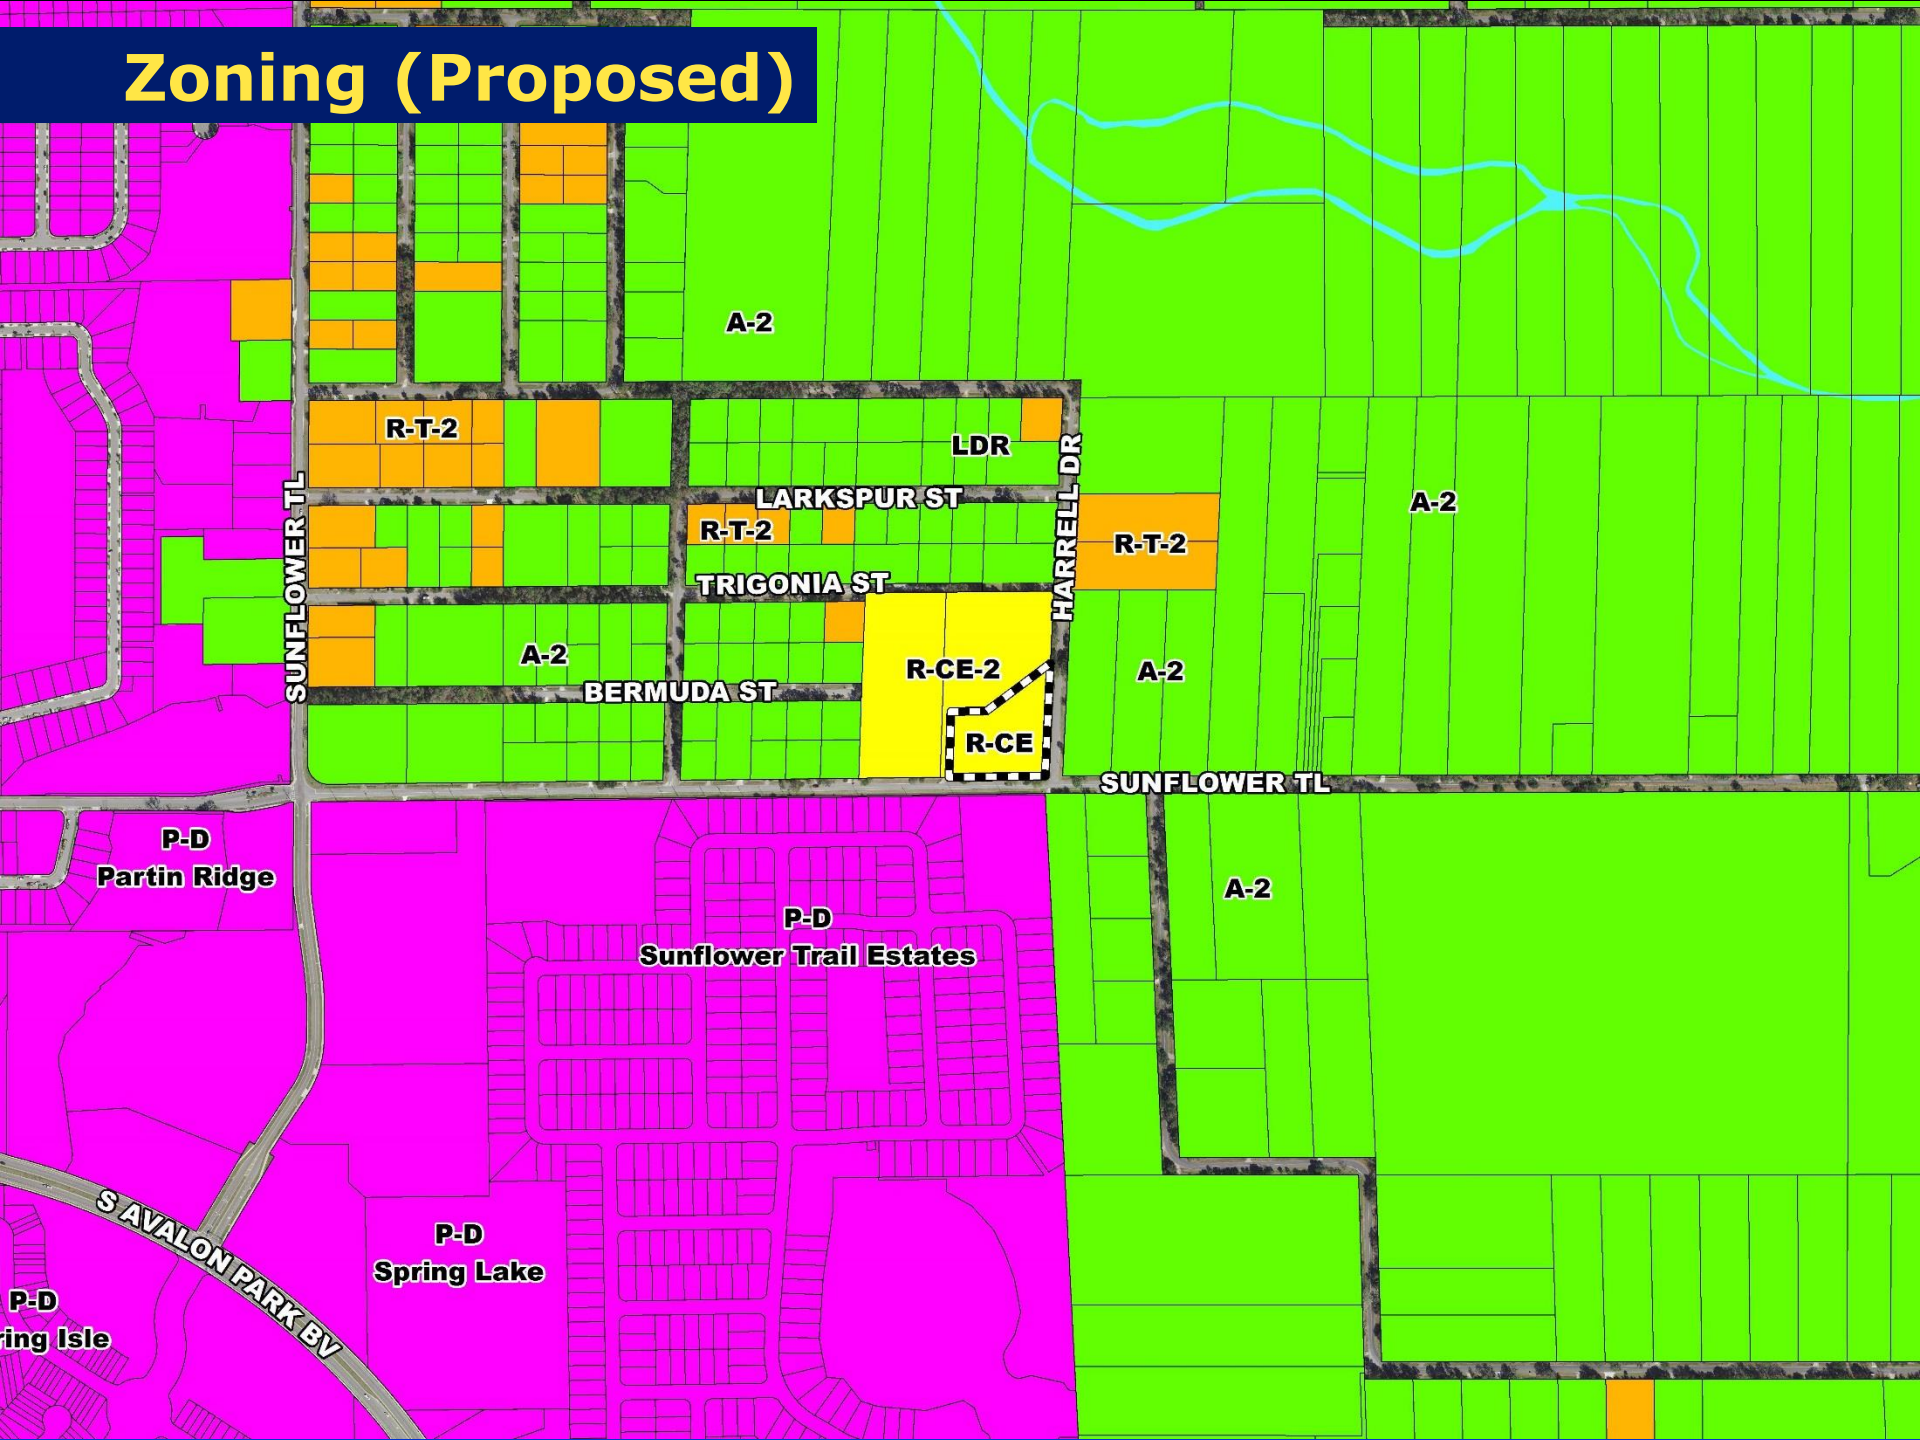 Zoning (Proposed)
A-2
R-T-2
LDR
HARRELL DR
LARKSPUR ST
A-2
SUNFLOWER TL
R-T-2
R-T-2
TRIGONIA ST
A-2
R-CE-2
A-2
BERMUDA ST
R-CE
SUNFLOWER TL
P-D
Partin Ridge
A-2
P-D
Sunflower Trail Estates
S AVALON PARK BV
P-D
Spring Lake
P-D
ring Isle